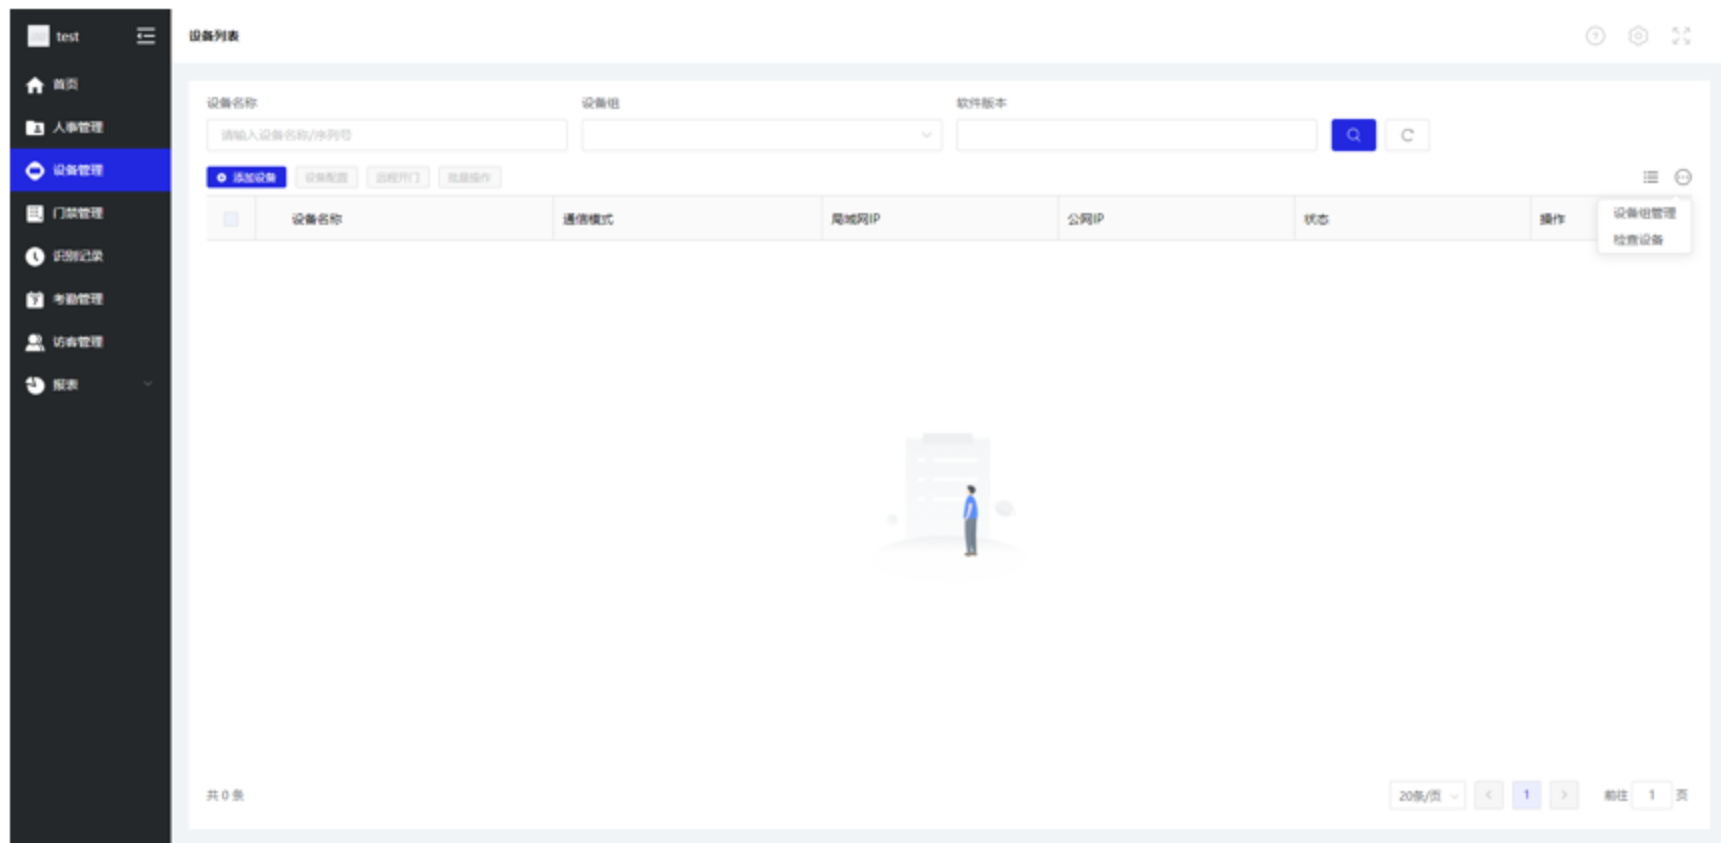 test
设备列表
首页
人事管理
设备管理
门禁管理
识别记录
考勤管理
访客管理
报表
设备名称
设备组
软件版本
请输入设备名称/序列号
添加设备 设备配置 远程开门 批量操作
设备名称 通信模式 局域网IP 公网IP 状态 操作
设备组管理
检查设备
共 0 条
20条/页 1 前往 1 页